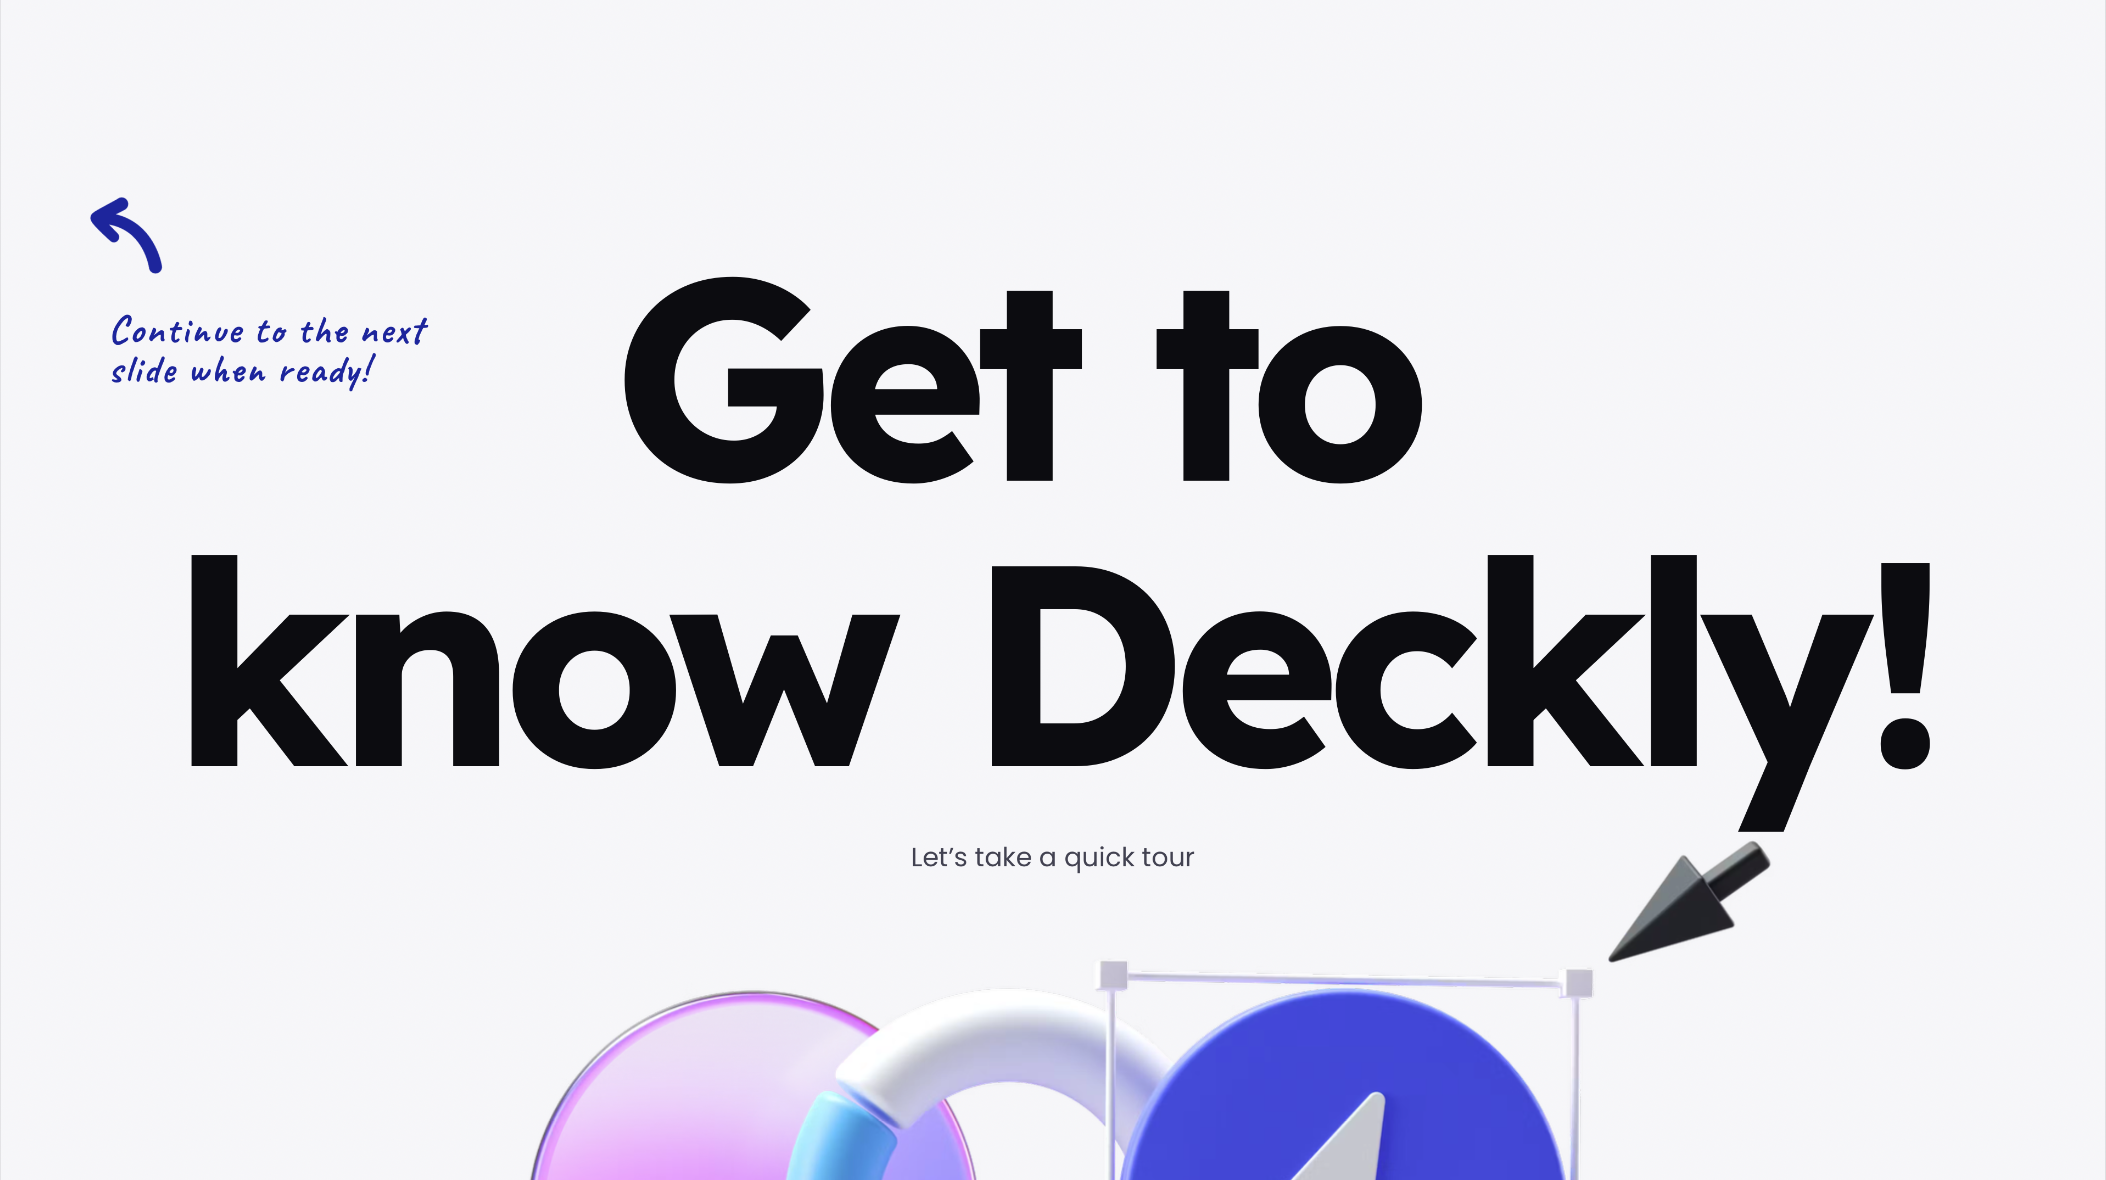 Continue to the next
slide when ready!
Get to
know Deckly!
Let’s take a quick tour